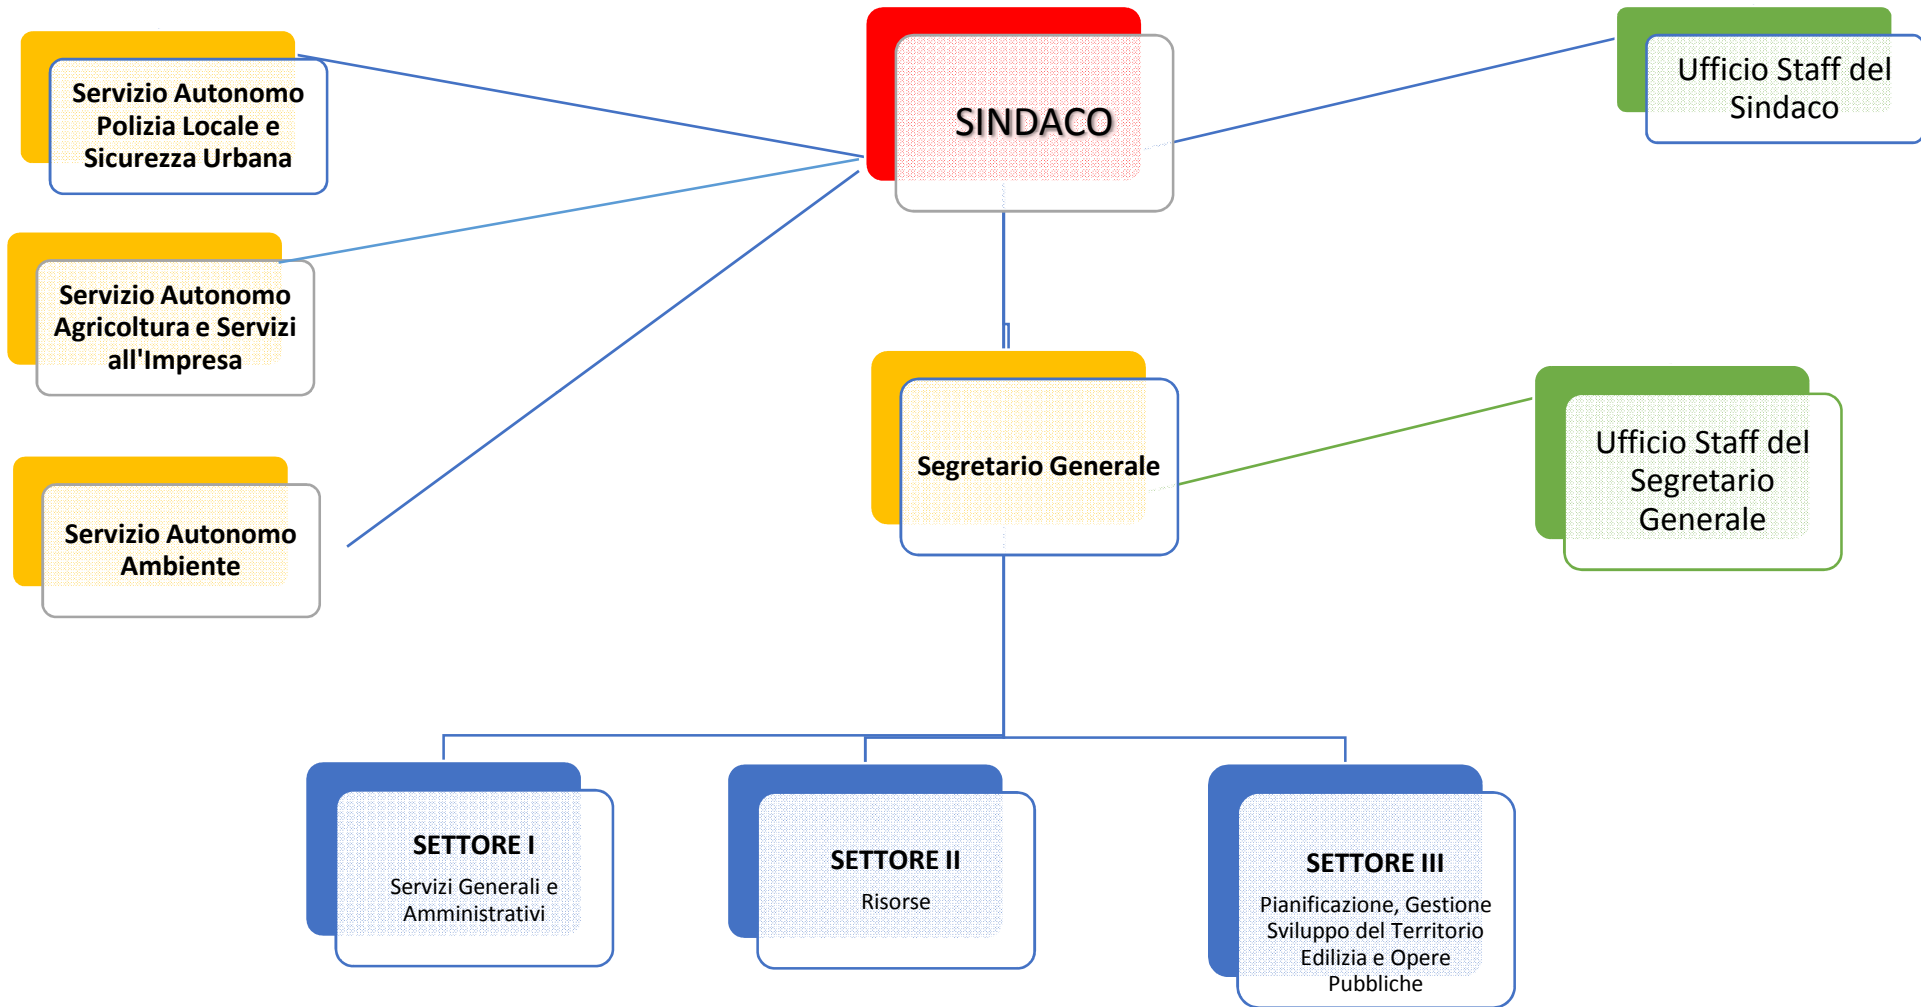 Servizio Autonomo
Polizia Locale e
Sicurezza Urbana
SINDACO
Ufficio Staff del
Sindaco
Servizio Autonomo
Agricoltura e Servizi
all'Impresa
Segretario Generale
Ufficio Staff del
Segretario
Generale
Servizio Autonomo
Ambiente
SETTORE I
Servizi Generali e
Amministrativi
SETTORE II
Risorse
SETTORE III
Pianificazione, Gestione
Sviluppo del Territorio
Edilizia e Opere
Pubbliche